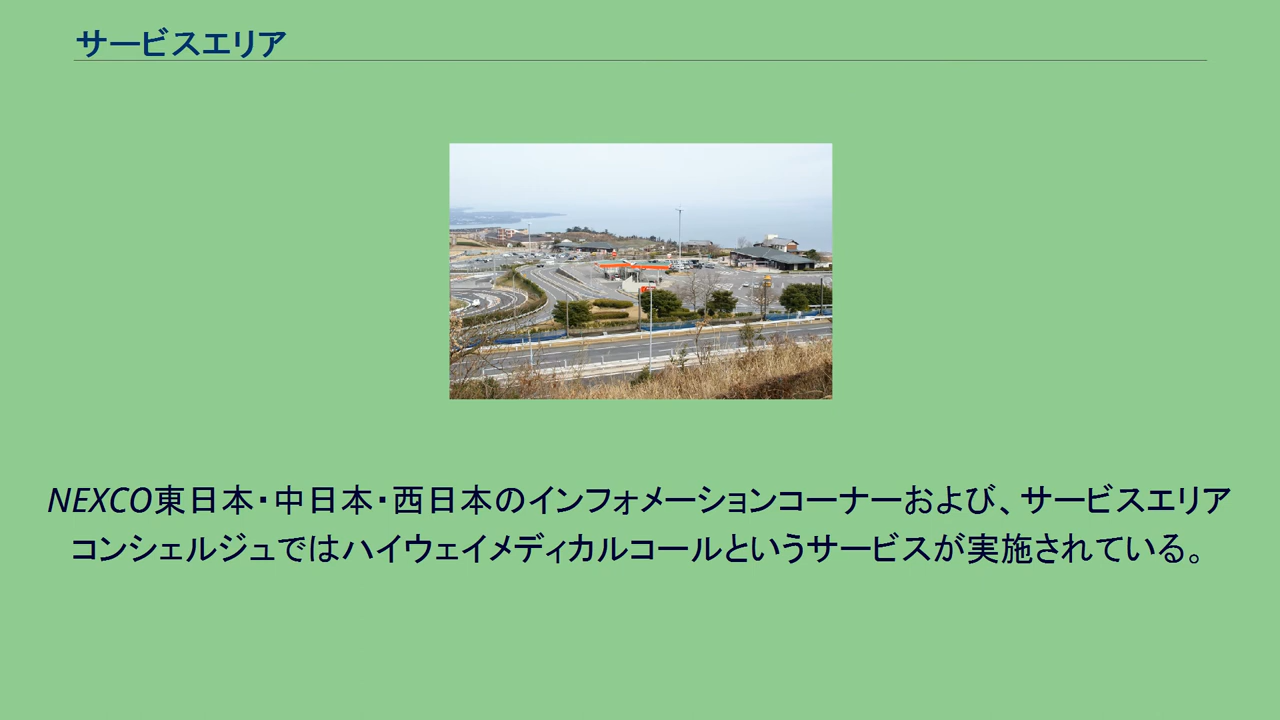 サービスエリア
NEXCO東日本・中日本・西日本のインフォメーションコーナーおよび、サービスエリア
コンシェルジュではハイウェイメディカルコールというサービスが実施されている。